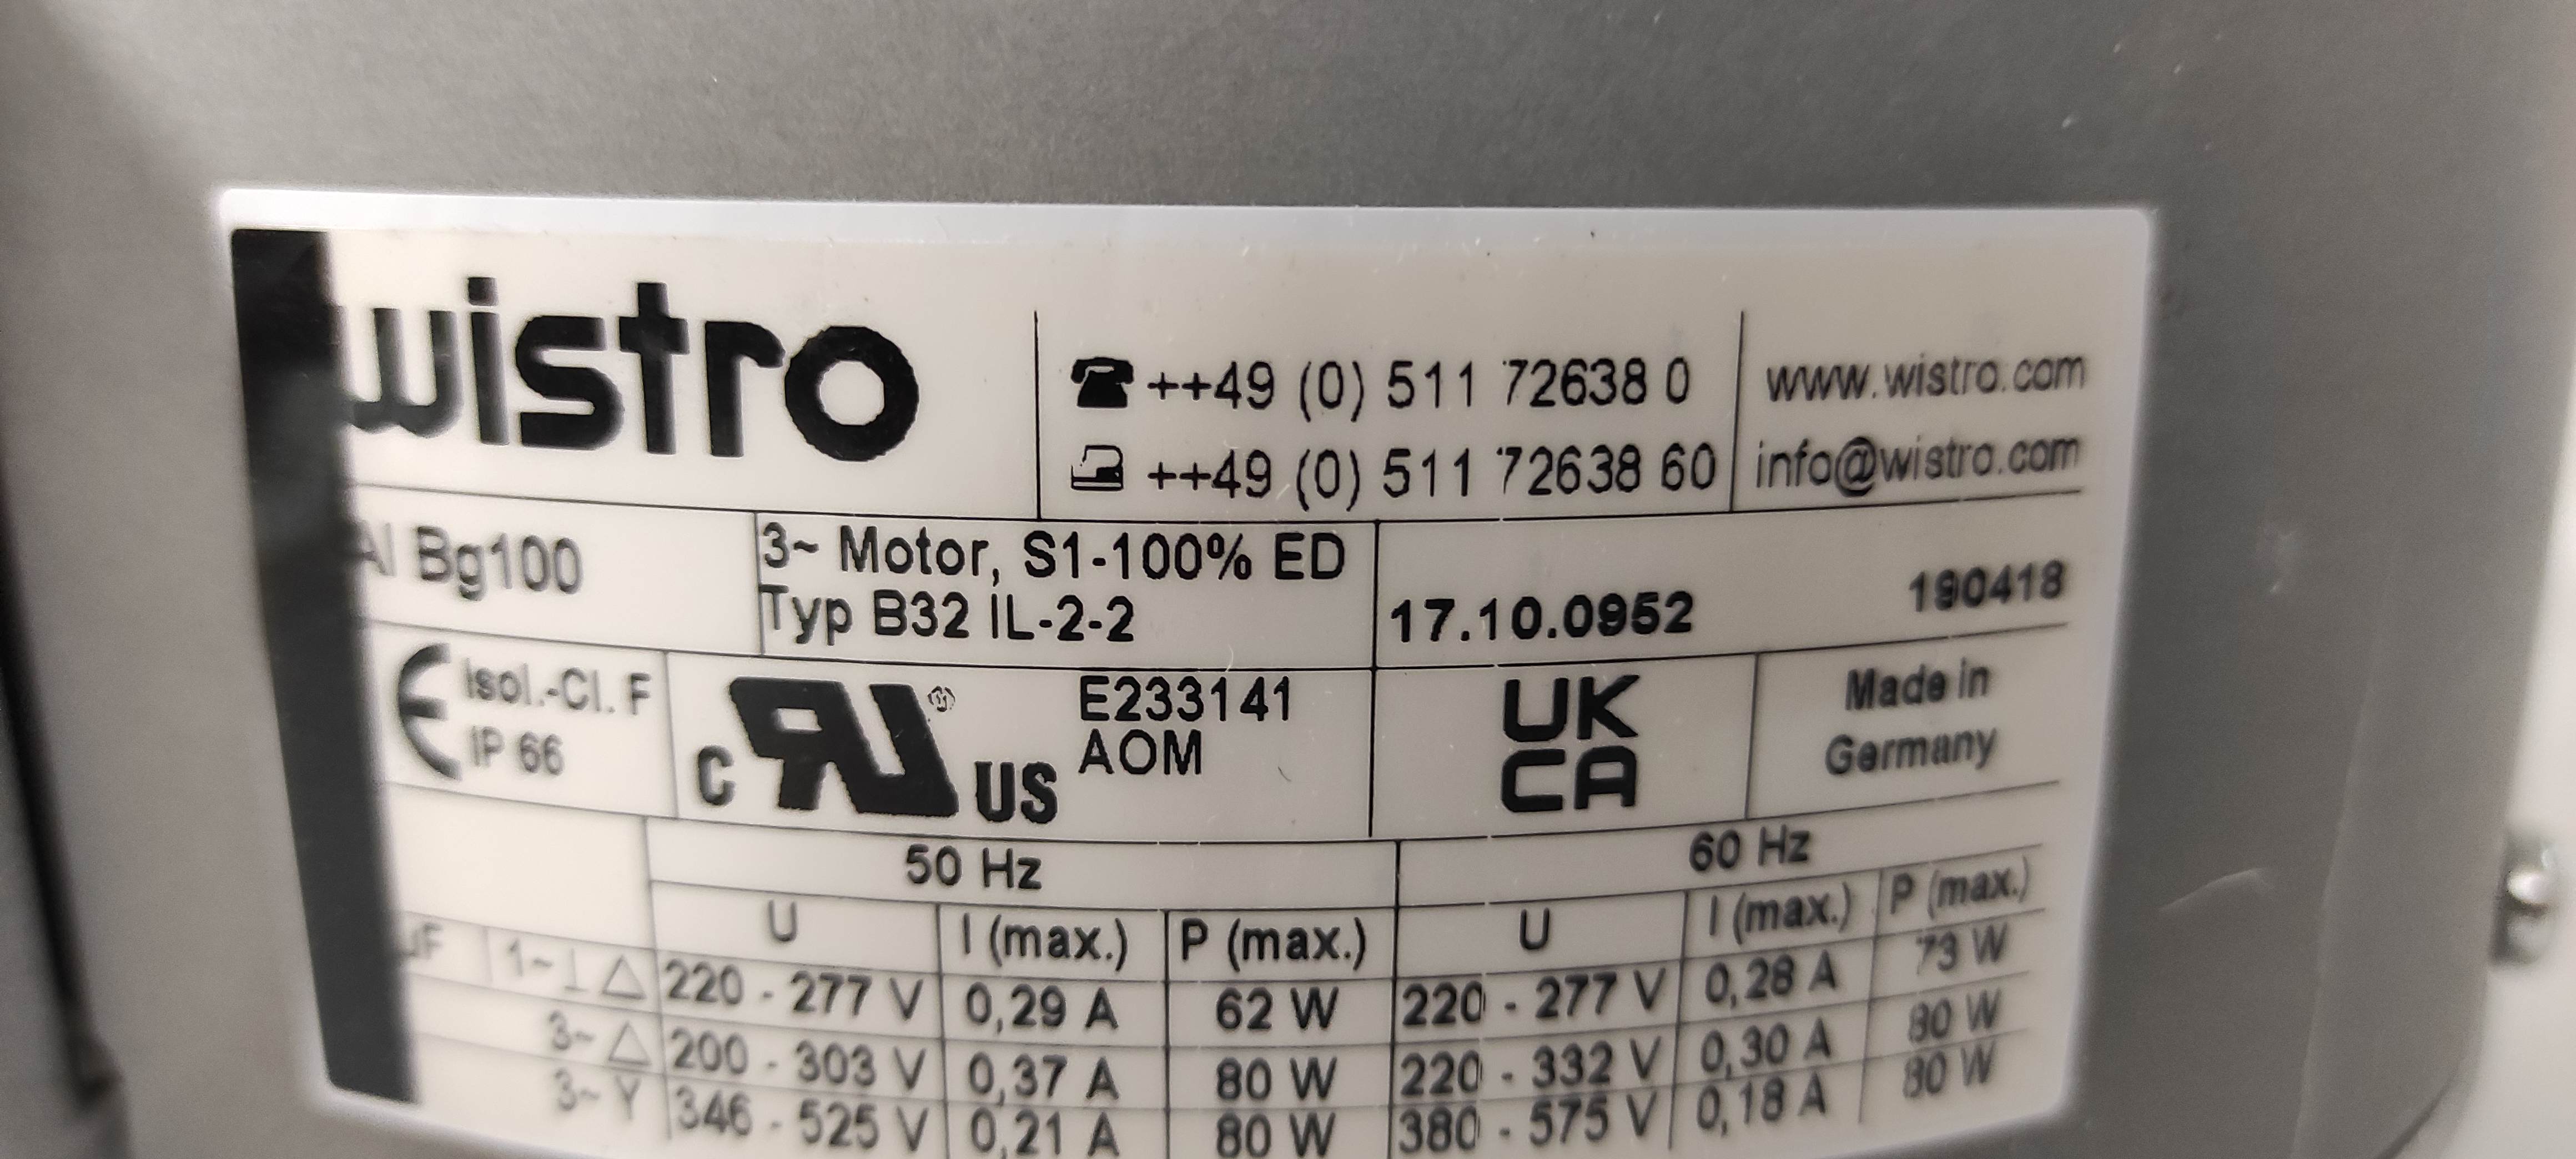 wistro
++49 (0) 511 72638 0
www.wistro.com
++49 (0) 511 72638 60
info@wistro.com
Bg100
3~ Motor, S1-100% ED
Typ B32 IL-2-2
17.10.0952
190418
CE
Isol.-Cl. F
IP 66
C RU ® US
E233141
AOM
UK
CA
Made in
Germany
50 Hz
60 Hz
U I (max.) P (max.) U I (max.) P (max.)
µF 1~⊥ △ 220 - 277 V 0,29 A 62 W 220 - 277 V 0,28 A 73 W
3~ △ 200 - 303 V 0,37 A 80 W 220 - 332 V 0,30 A 80 W
3~ Y 346 - 525 V 0,21 A 80 W 380 - 575 V 0,18 A 80 W